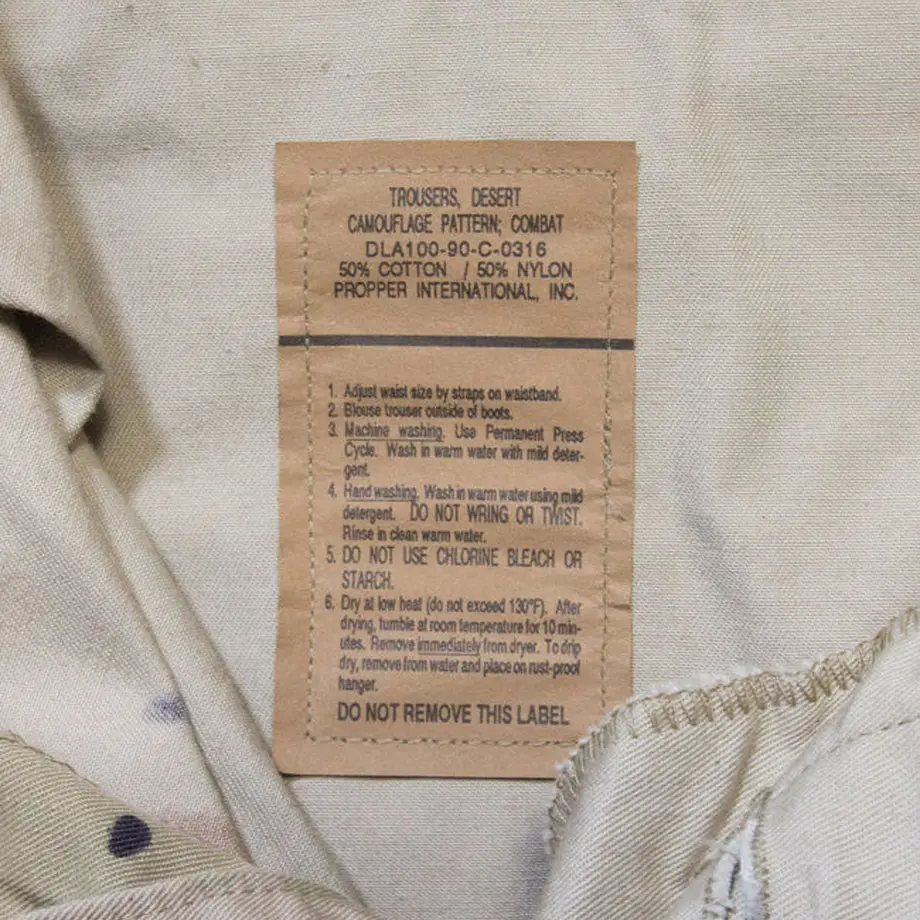 TROUSERS, DESERT
CAMOUFLAGE PATTERN; COMBAT
DLA100-90-C-0316
50% COTTON / 50% NYLON
PROPPER INTERNATIONAL, INC.
1. Adjust waist size by straps on waistband.
2. Blouse trouser outside of boots.
3. Machine washing. Use Permanent Press
Cycle. Wash in warm water with mild deter-
gent.
4. Hand washing. Wash in warm water using mild
detergent. DO NOT WRING OR TWIST.
Rinse in clean warm water.
5. DO NOT USE CHLORINE BLEACH OR
STARCH.
6. Dry at low heat (do not exceed 130°F). After
drying, tumble at room temperature for 10 min-
utes. Remove immediately from dryer. To drip
dry, remove from water and place on rust-proof
hanger.
DO NOT REMOVE THIS LABEL